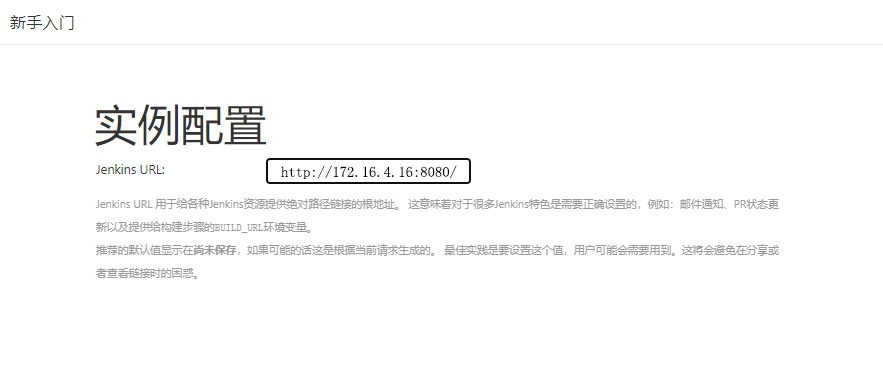 新手入门
实例配置
Jenkins URL:
http://172.16.4.16:8080/
Jenkins URL 用于给各种Jenkins资源提供绝对路径链接的根地址。 这意味着对于很多Jenkins特色是需要正确设置的，例如：邮件通知、PR状态更
新以及提供给构建步骤的BUILD_URL环境变量。
推荐的默认值显示在尚未保存，如果可能的话这是根据当前请求生成的。 最佳实践是要设置这个值，用户可能会需要用到。这将会避免在分享或
者查看链接时的困惑。